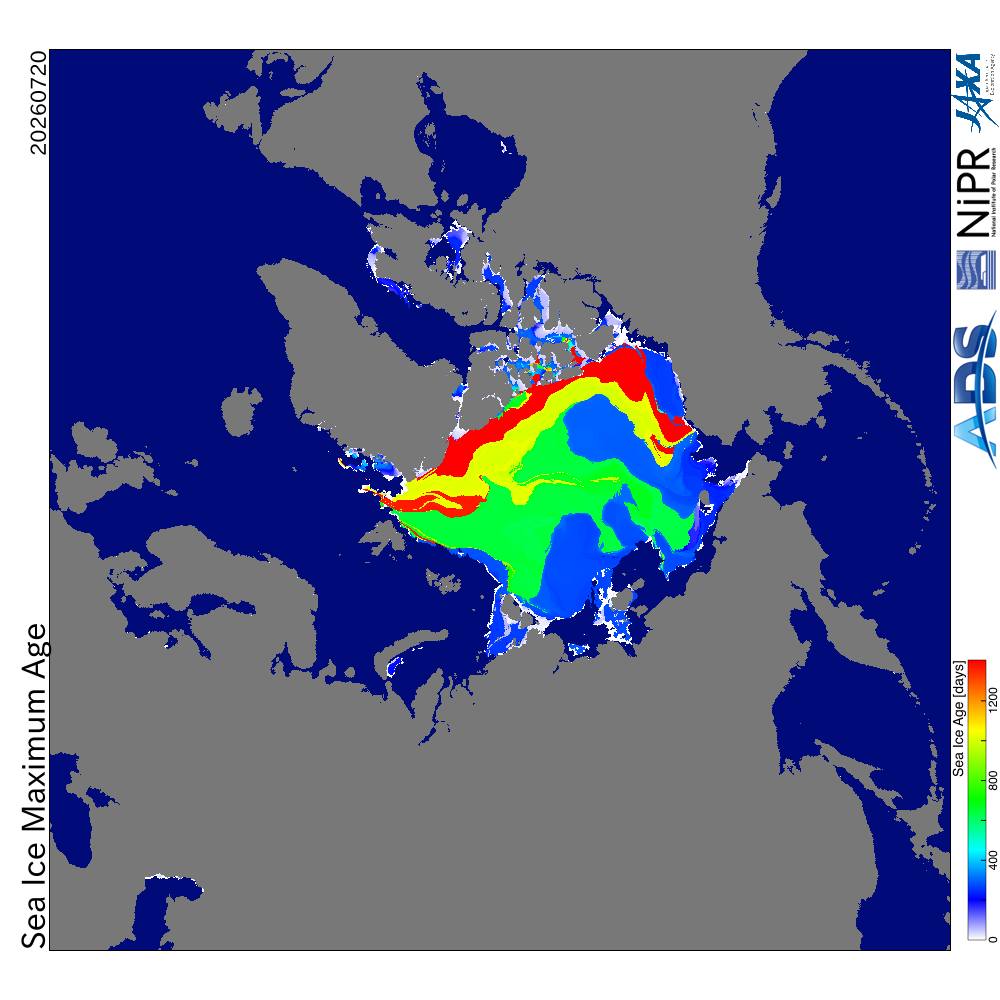 Sea Ice Maximum Age
20260720
Sea Ice Age [days]
0
400
800
1200
ADS
NiPR
National Institute of Polar Research
JAXA